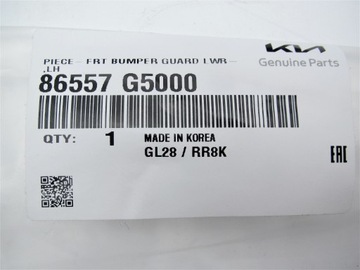 PIECE - FRT BUMPER GUARD LWR -
,LH
KIA
Genuine Parts
86557 G5000
QTY: 1
MADE IN KOREA
GL28 / RR8K
EAC